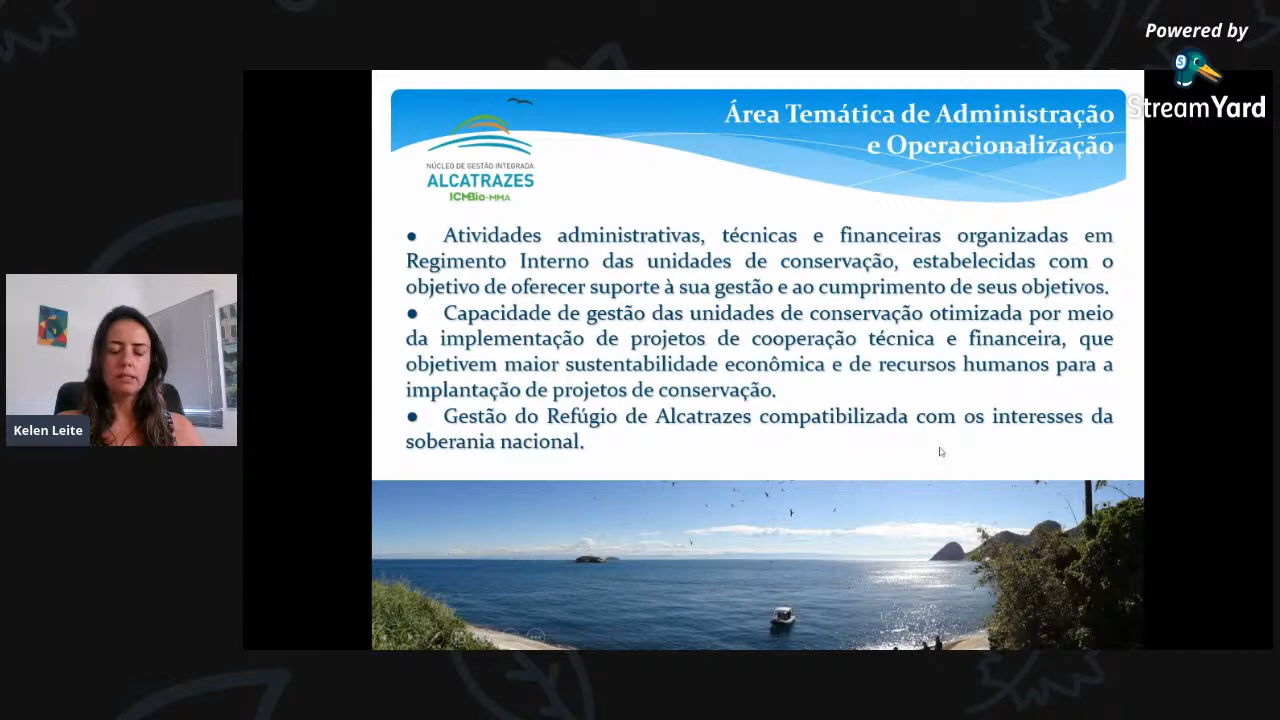 Powered by
StreamYard
Área Temática de Administração
e Operacionalização
NÚCLEO DE GESTÃO INTEGRADA
ALCATRAZES
ICMBio-MMA
● Atividades administrativas, técnicas e financeiras organizadas em
Regimento Interno das unidades de conservação, estabelecidas com o
objetivo de oferecer suporte à sua gestão e ao cumprimento de seus objetivos.
● Capacidade de gestão das unidades de conservação otimizada por meio
da implementação de projetos de cooperação técnica e financeira, que
objetivem maior sustentabilidade econômica e de recursos humanos para a
implantação de projetos de conservação.
● Gestão do Refúgio de Alcatrazes compatibilizada com os interesses da
soberania nacional.
Kelen Leite